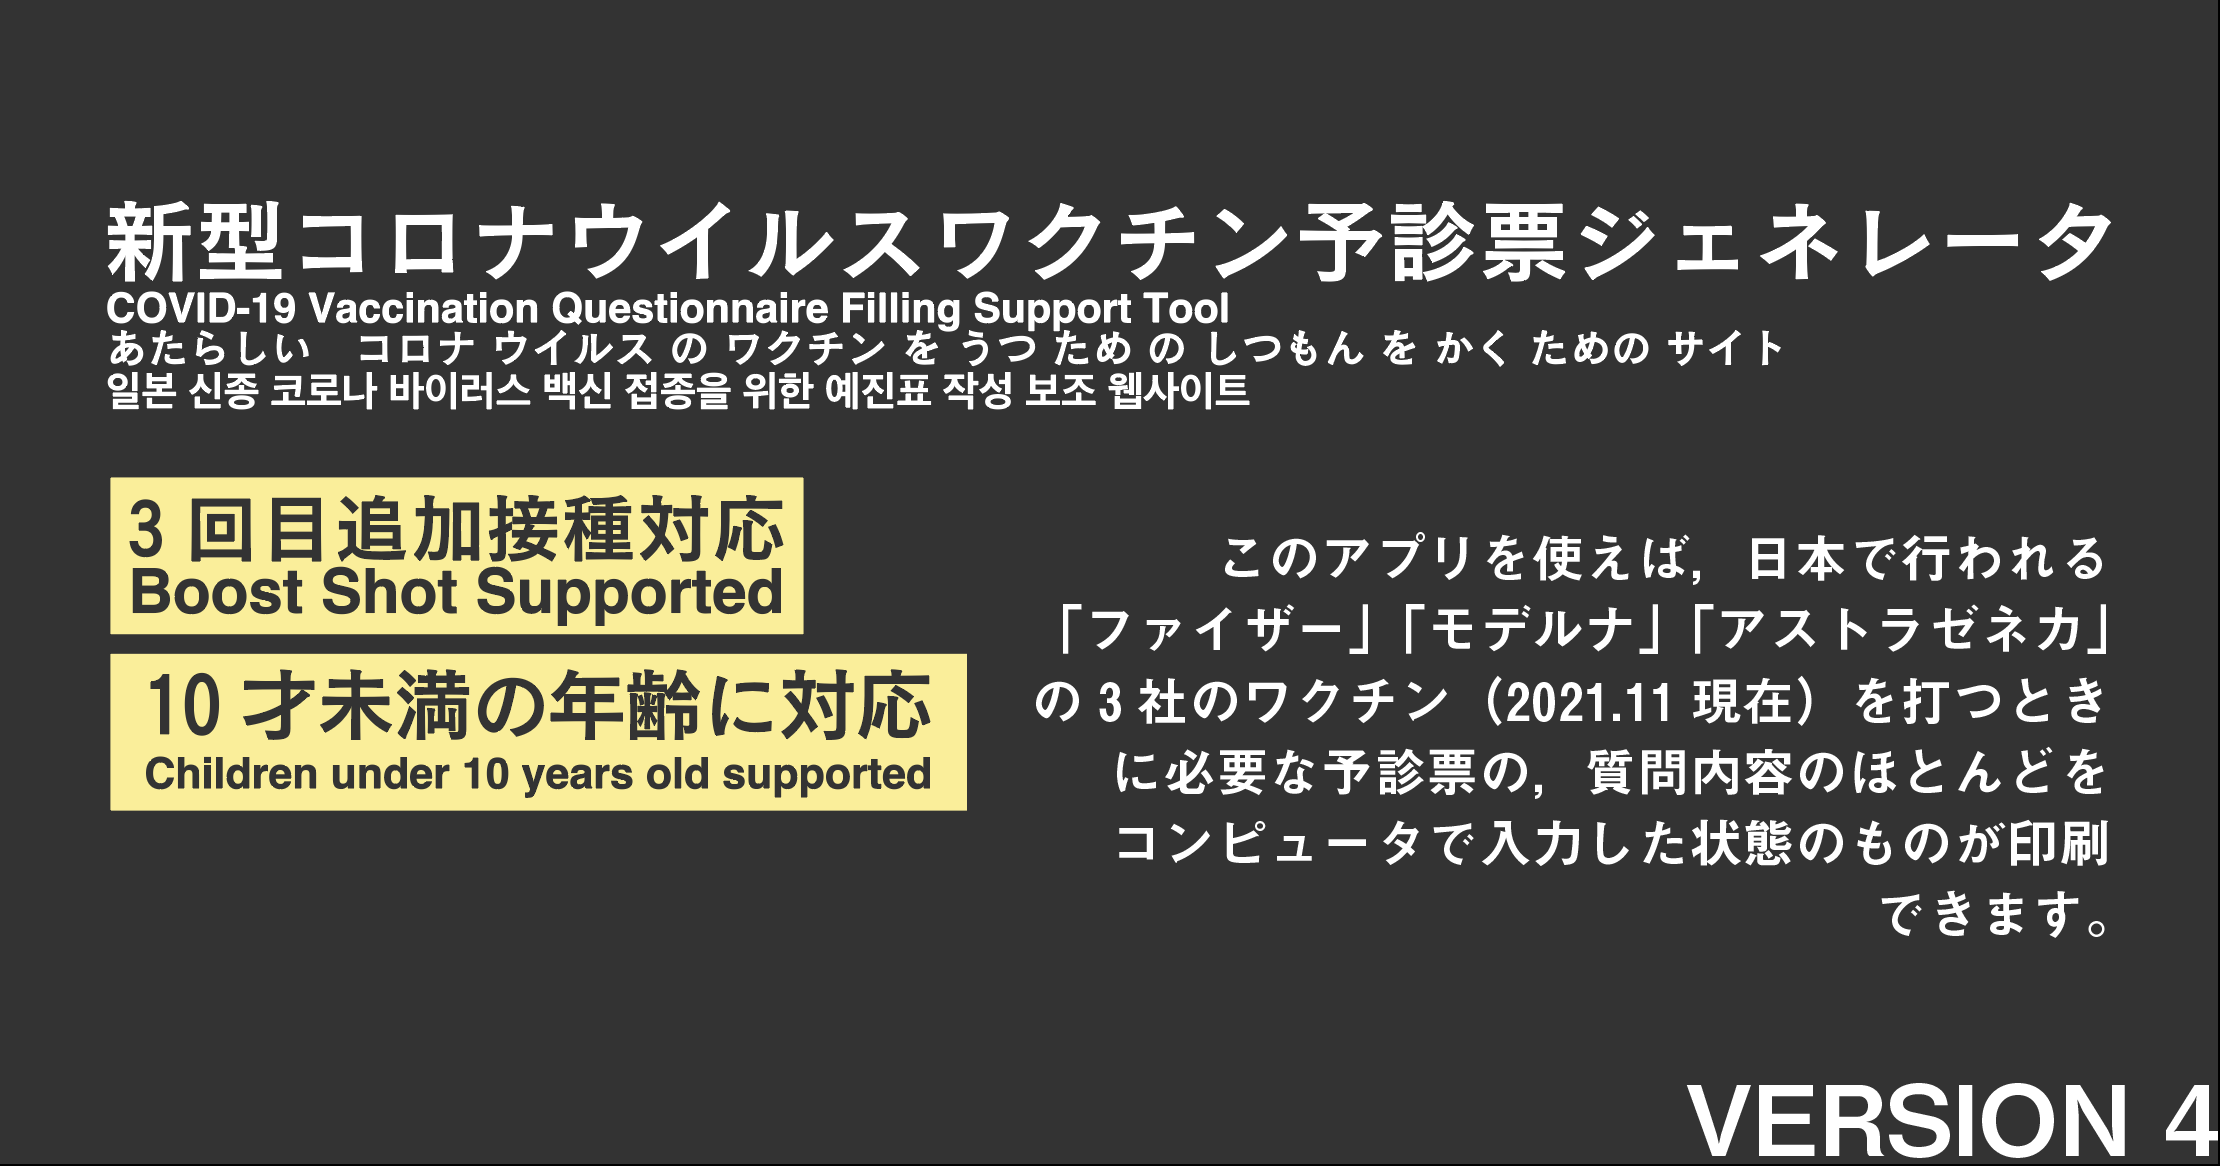 新型コロナウイルスワクチン予診票ジェネレータ
COVID-19 Vaccination Questionnaire Filling Support Tool
あたらしい　コロナ ウイルス の ワクチン を うつ ため の しつもん を かく ための サイト
일본 신종 코로나 바이러스 백신 접종을 위한 예진표 작성 보조 웹사이트
3 回目追加接種対応
Boost Shot Supported
10 才未満の年齢に対応
Children under 10 years old supported
このアプリを使えば，日本で行われる
「ファイザー」「モデルナ」「アストラゼネカ」
の 3 社のワクチン（2021.11 現在）を打つとき
に必要な予診票の，質問内容のほとんどを
コンピュータで入力した状態のものが印刷
できます。
VERSION 4